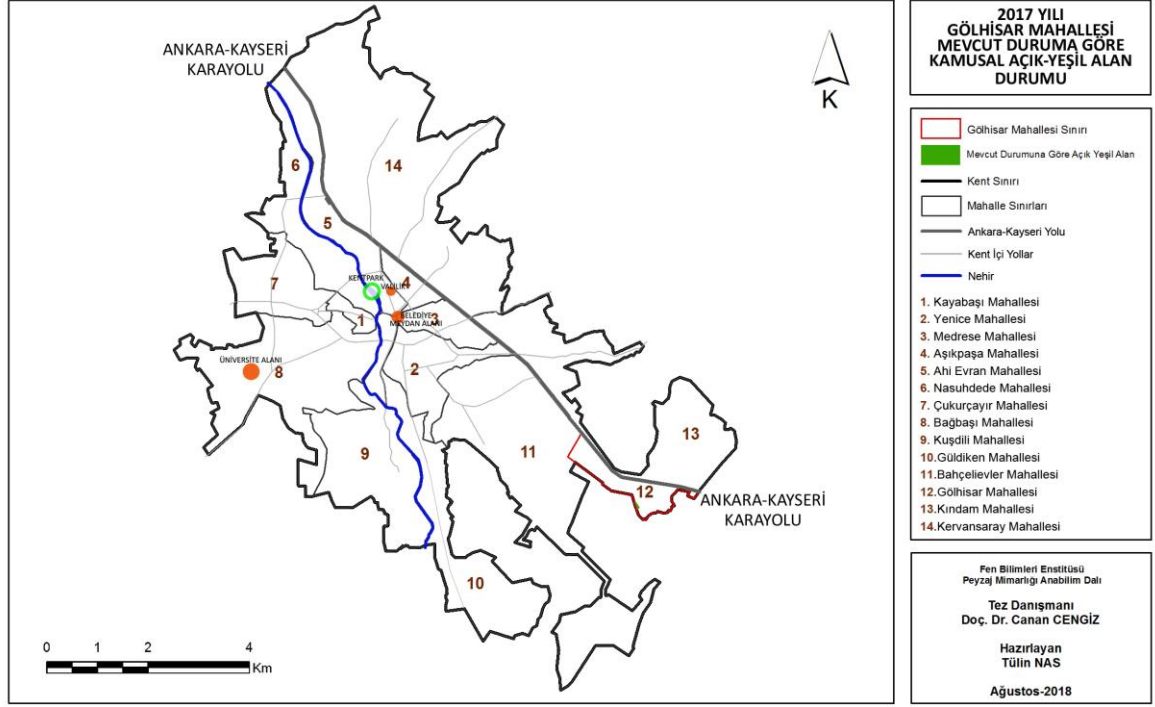 ANKARA-KAYSERİ
KARAYOLU
K
6
14
5
7
KENTPARK
VALİLİK
4
1
BELEDİYE
MEYDAN ALANI
3
ÜNİVERSİTE ALANI
8
2
9
11
13
12
ANKARA-KAYSERİ
KARAYOLU
10
0 1 2 4
Km
2017 YILI
GÖLHİSAR MAHALLESİ
MEVCUT DURUMA GÖRE
KAMUSAL AÇIK-YEŞİL ALAN
DURUMU
Gölhisar Mahallesi Sınırı
Mevcut Durumuna Göre Açık Yeşil Alan
Kent Sınırı
Mahalle Sınırları
Ankara-Kayseri Yolu
Kent İçi Yollar
Nehir
1. Kayabaşı Mahallesi
2. Yenice Mahallesi
3. Medrese Mahallesi
4. Aşıkpaşa Mahallesi
5. Ahi Evran Mahallesi
6. Nasuhdede Mahallesi
7. Çukurçayır Mahallesi
8. Bağbaşı Mahallesi
9. Kuşdili Mahallesi
10.Güldiken Mahallesi
11.Bahçelievler Mahallesi
12.Gölhisar Mahallesi
13.Kındam Mahallesi
14.Kervansaray Mahallesi
Fen Bilimleri Enstitüsü
Peyzaj Mimarlığı Anabilim Dalı
Tez Danışmanı
Doç. Dr. Canan CENGİZ
Hazırlayan
Tülin NAS
Ağustos-2018